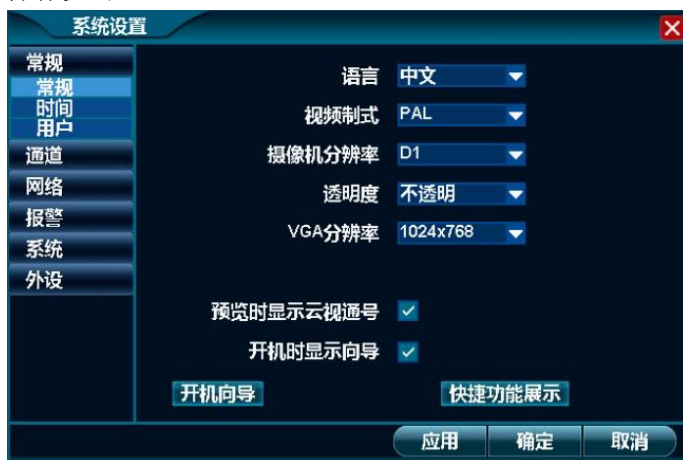 系统设置
常规
常规
时间
用户
通道
网络
报警
系统
外设
语言 中文
视频制式 PAL
摄像机分辨率 D1
透明度 不透明
VGA分辨率 1024x768
预览时显示云视通号
开机时显示向导
开机向导 快捷功能展示
应用 确定 取消